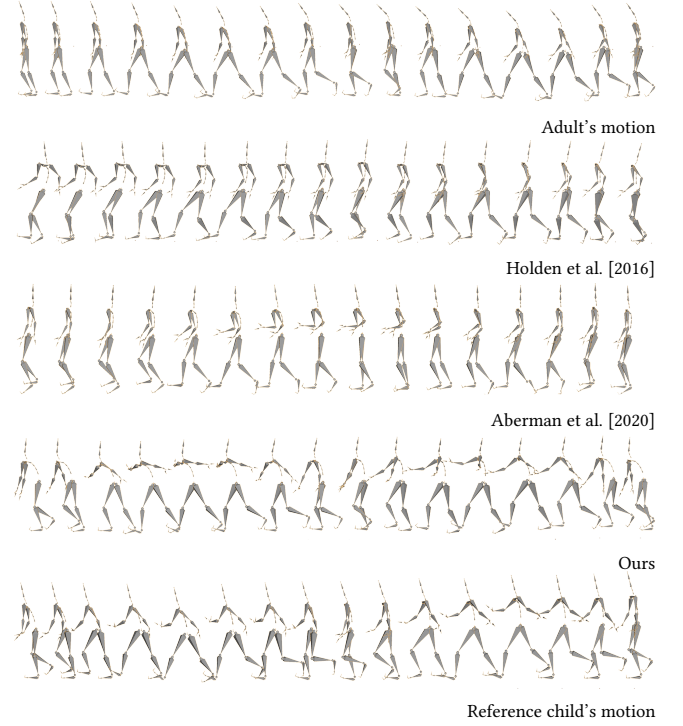 Adult's motion
Holden et al. [2016]
Aberman et al. [2020]
Ours
Reference child's motion